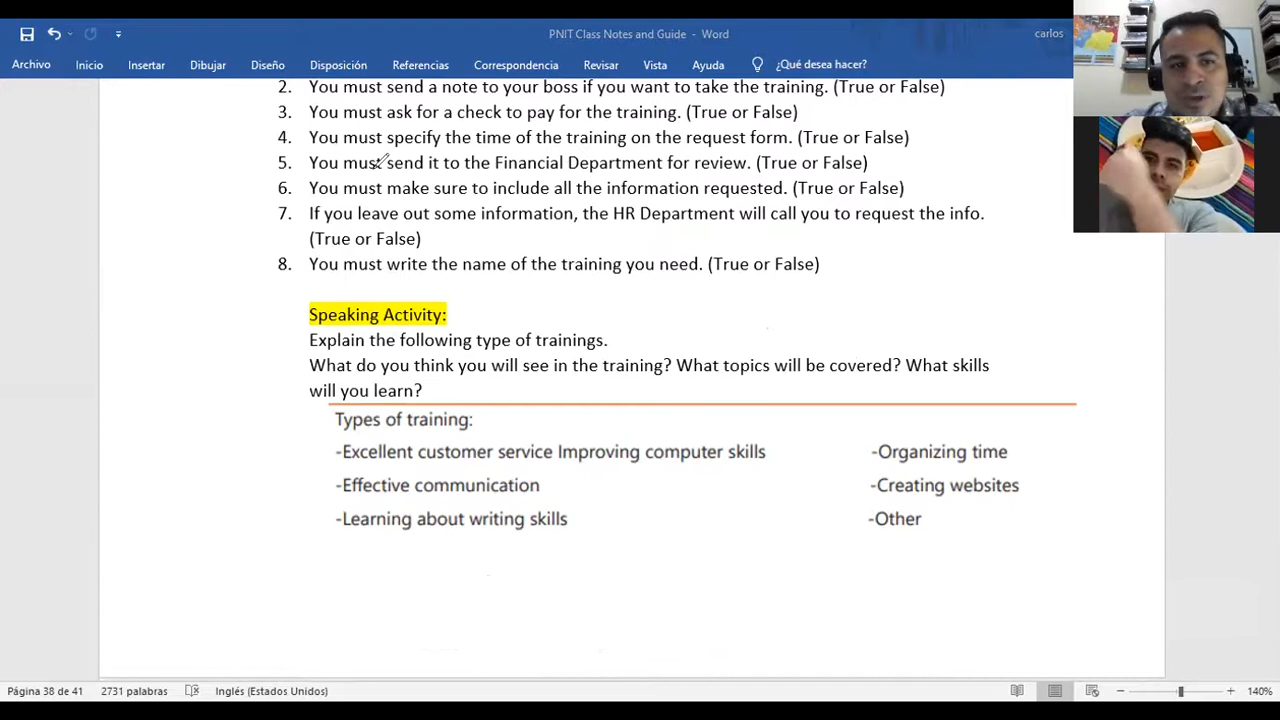 PNIT Class Notes and Guide - Word
carlos
Archivo Inicio Insertar Dibujar Diseño Disposición Referencias Correspondencia Revisar Vista Ayuda ¿Qué desea hacer?
2. You must send a note to your boss if you want to take the training. (True or False)
3. You must ask for a check to pay for the training. (True or False)
4. You must specify the time of the training on the request form. (True or False)
5. You must send it to the Financial Department for review. (True or False)
6. You must make sure to include all the information requested. (True or False)
7. If you leave out some information, the HR Department will call you to request the info.
(True or False)
8. You must write the name of the training you need. (True or False)
Speaking Activity:
Explain the following type of trainings.
What do you think you will see in the training? What topics will be covered? What skills
will you learn?
Types of training:
-Excellent customer service Improving computer skills -Organizing time
-Effective communication -Creating websites
-Learning about writing skills -Other
Página 38 de 41 2731 palabras Inglés (Estados Unidos) 140%